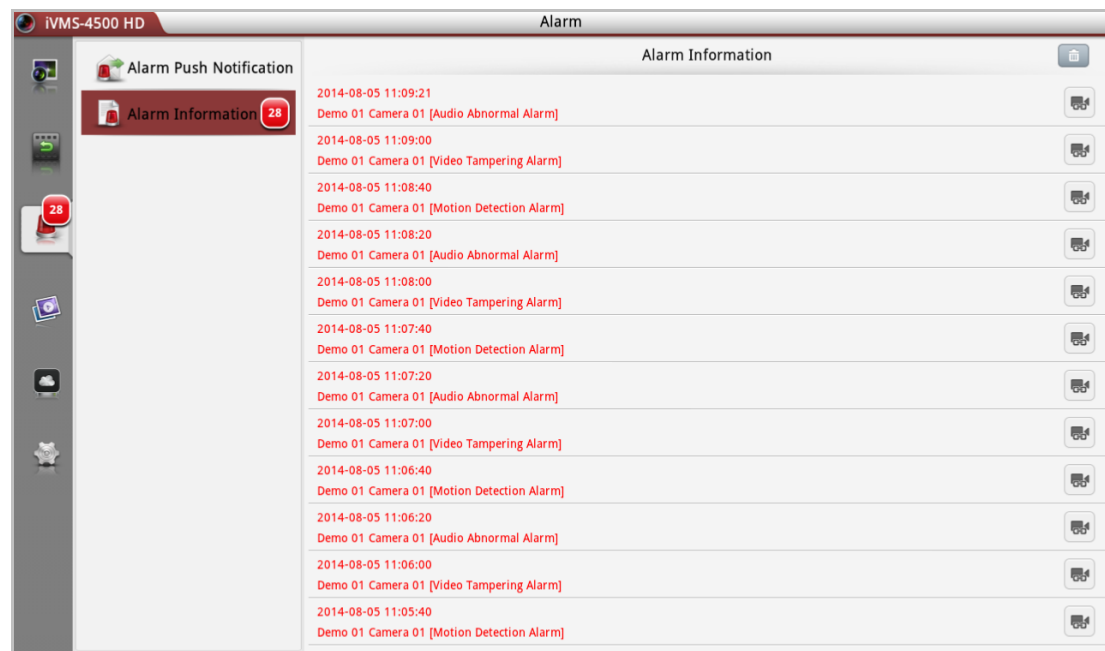 iVMS-4500 HD
Alarm
Alarm Push Notification
Alarm Information 28
28
Alarm Information
2014-08-05 11:09:21
Demo 01 Camera 01 [Audio Abnormal Alarm]
2014-08-05 11:09:00
Demo 01 Camera 01 [Video Tampering Alarm]
2014-08-05 11:08:40
Demo 01 Camera 01 [Motion Detection Alarm]
2014-08-05 11:08:20
Demo 01 Camera 01 [Audio Abnormal Alarm]
2014-08-05 11:08:00
Demo 01 Camera 01 [Video Tampering Alarm]
2014-08-05 11:07:40
Demo 01 Camera 01 [Motion Detection Alarm]
2014-08-05 11:07:20
Demo 01 Camera 01 [Audio Abnormal Alarm]
2014-08-05 11:07:00
Demo 01 Camera 01 [Video Tampering Alarm]
2014-08-05 11:06:40
Demo 01 Camera 01 [Motion Detection Alarm]
2014-08-05 11:06:20
Demo 01 Camera 01 [Audio Abnormal Alarm]
2014-08-05 11:06:00
Demo 01 Camera 01 [Video Tampering Alarm]
2014-08-05 11:05:40
Demo 01 Camera 01 [Motion Detection Alarm]